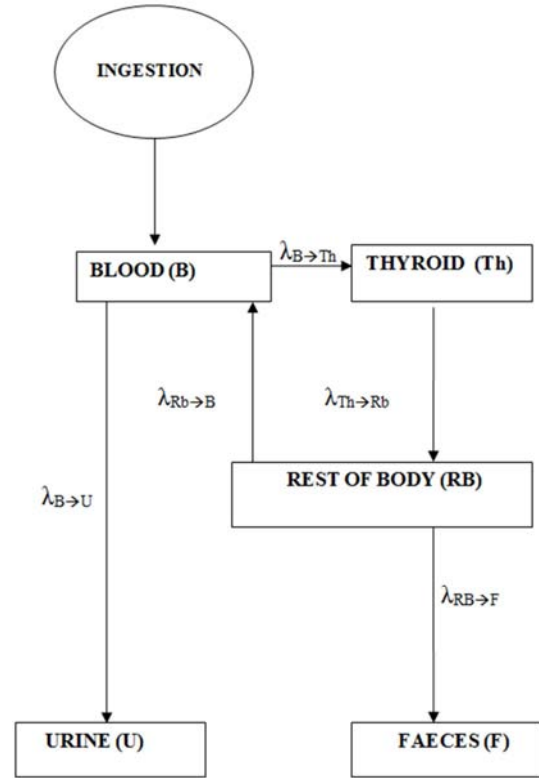 INGESTION
BLOOD (B)
λB→Th
THYROID (Th)
λRb→B
λTh→Rb
REST OF BODY (RB)
λB→U
λRB→F
URINE (U)
FAECES (F)